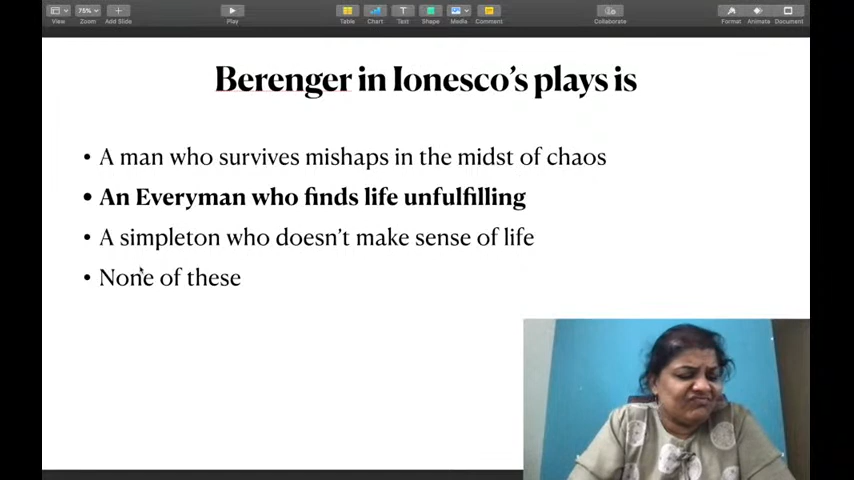 View
75%
Zoom
Add Slide
Play
Table
Chart
Text
Shape
Media
Comment
Collaborate
Format
Animate
Document
Berenger in Ionesco's plays is
• A man who survives mishaps in the midst of chaos
• An Everyman who finds life unfulfilling
• A simpleton who doesn't make sense of life
• None of these